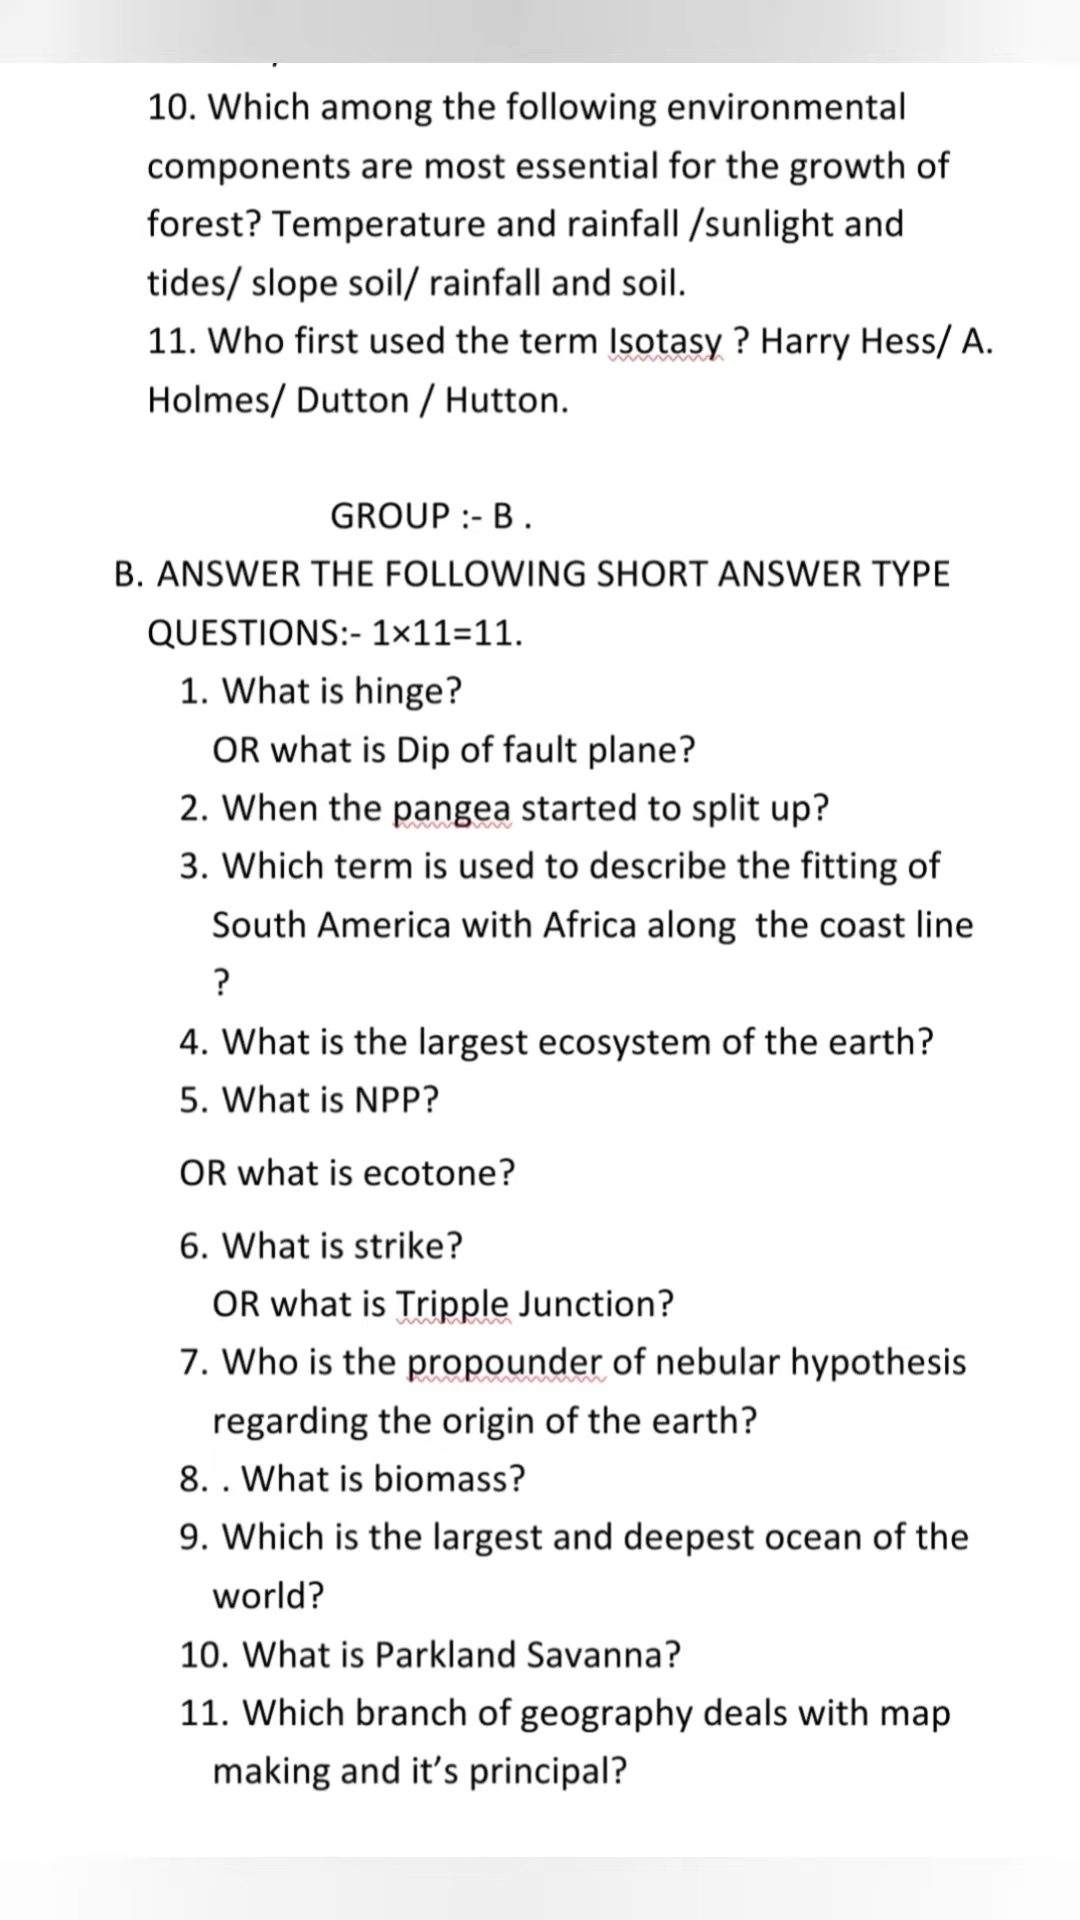 10. Which among the following environmental
components are most essential for the growth of
forest? Temperature and rainfall /sunlight and
tides/ slope soil/ rainfall and soil.
11. Who first used the term Isotasy ? Harry Hess/ A.
Holmes/ Dutton / Hutton.
GROUP :- B .
B. ANSWER THE FOLLOWING SHORT ANSWER TYPE
QUESTIONS:- 1×11=11.
1. What is hinge?
OR what is Dip of fault plane?
2. When the pangea started to split up?
3. Which term is used to describe the fitting of
South America with Africa along the coast line
?
4. What is the largest ecosystem of the earth?
5. What is NPP?
OR what is ecotone?
6. What is strike?
OR what is Tripple Junction?
7. Who is the propounder of nebular hypothesis
regarding the origin of the earth?
8. . What is biomass?
9. Which is the largest and deepest ocean of the
world?
10. What is Parkland Savanna?
11. Which branch of geography deals with map
making and it’s principal?